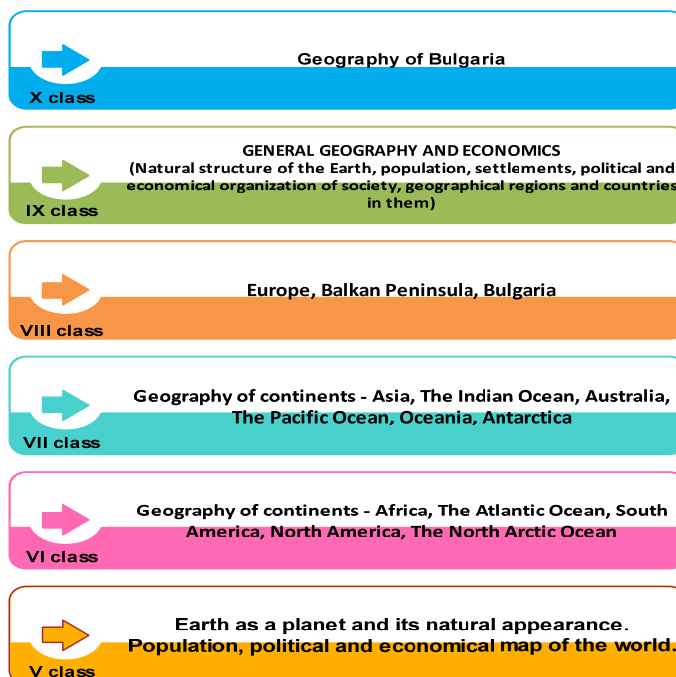 Geography of Bulgaria
X class
GENERAL GEOGRAPHY AND ECONOMICS
(Natural structure of the Earth, population, settlements, political and
economical organization of society, geographical regions and countries
in them)
IX class
Europe, Balkan Peninsula, Bulgaria
VIII class
Geography of continents - Asia, The Indian Ocean, Australia,
The Pacific Ocean, Oceania, Antarctica
VII class
Geography of continents - Africa, The Atlantic Ocean, South
America, North America, The North Arctic Ocean
VI class
Earth as a planet and its natural appearance.
Population, political and economical map of the world.
V class